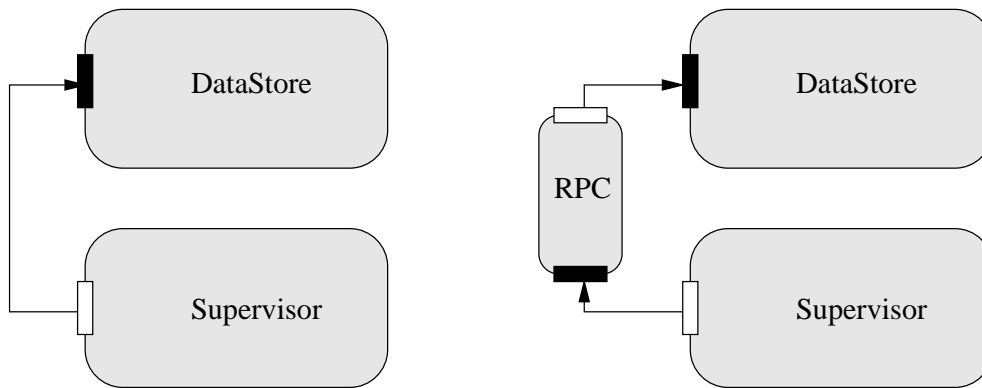 DataStore
Supervisor
DataStore
RPC
Supervisor